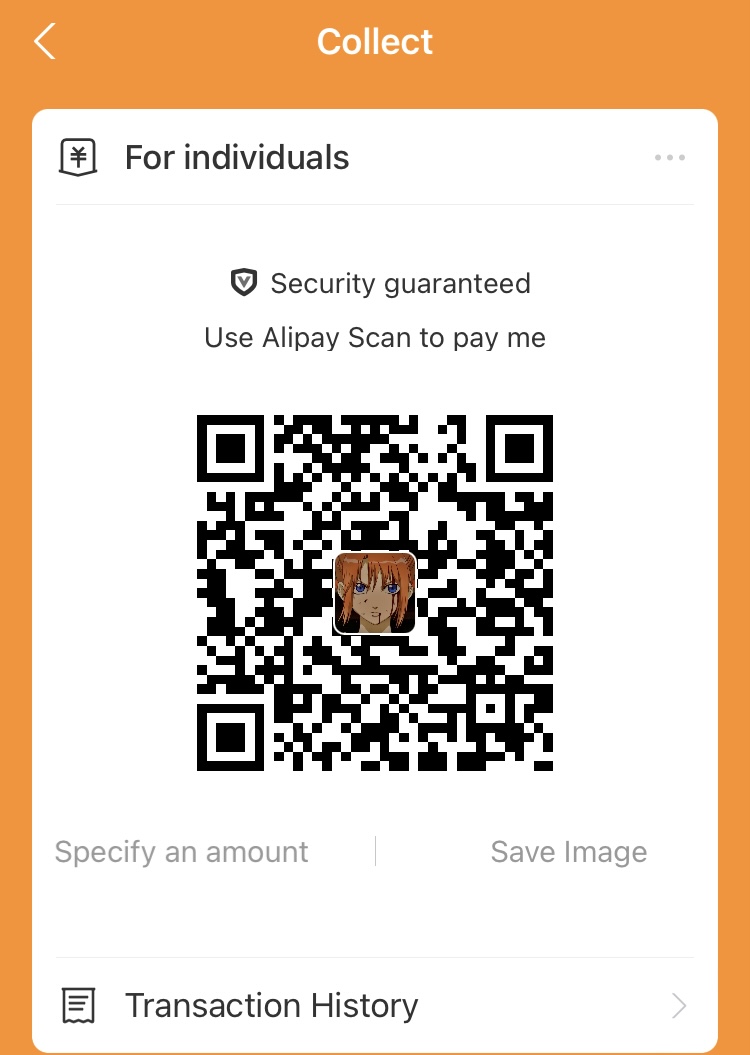 Collect
For individuals
Security guaranteed
Use Alipay Scan to pay me
Specify an amount
Save Image
Transaction History